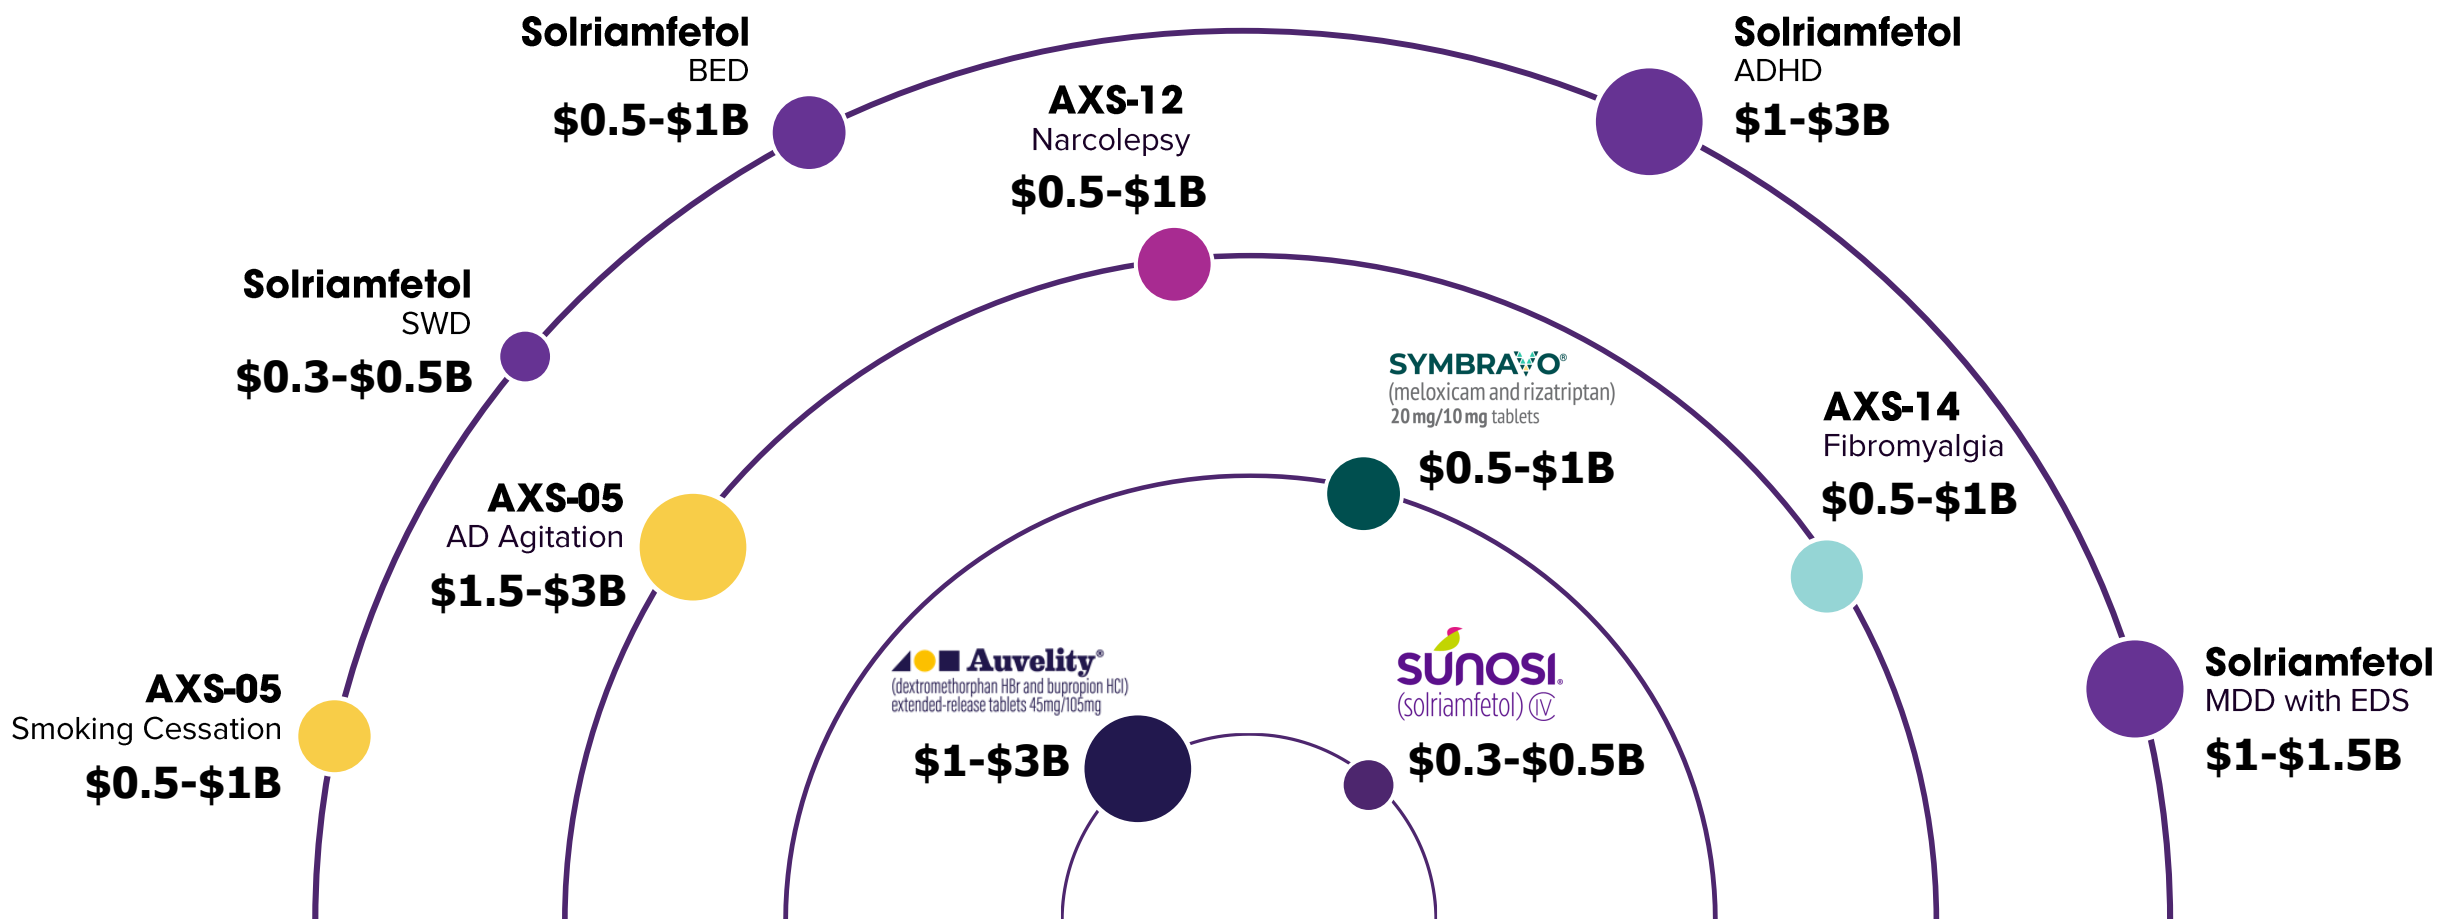 Solriamfetol
BED
$0.5-$1B
Solriamfetol
ADHD
$1-$3B
AXS-12
Narcolepsy
$0.5-$1B
Solriamfetol
SWD
$0.3-$0.5B
SYMBRAVO®
(meloxicam and rizatriptan)
20 mg/10 mg tablets
$0.5-$1B
AXS-14
Fibromyalgia
$0.5-$1B
AXS-05
AD Agitation
$1.5-$3B
AXS-05
Smoking Cessation
$0.5-$1B
Auvelity®
(dextromethorphan HBr and bupropion HCl)
extended-release tablets 45mg/105mg
$1-$3B
sunosi®
(solriamfetol) CIV
$0.3-$0.5B
Solriamfetol
MDD with EDS
$1-$1.5B